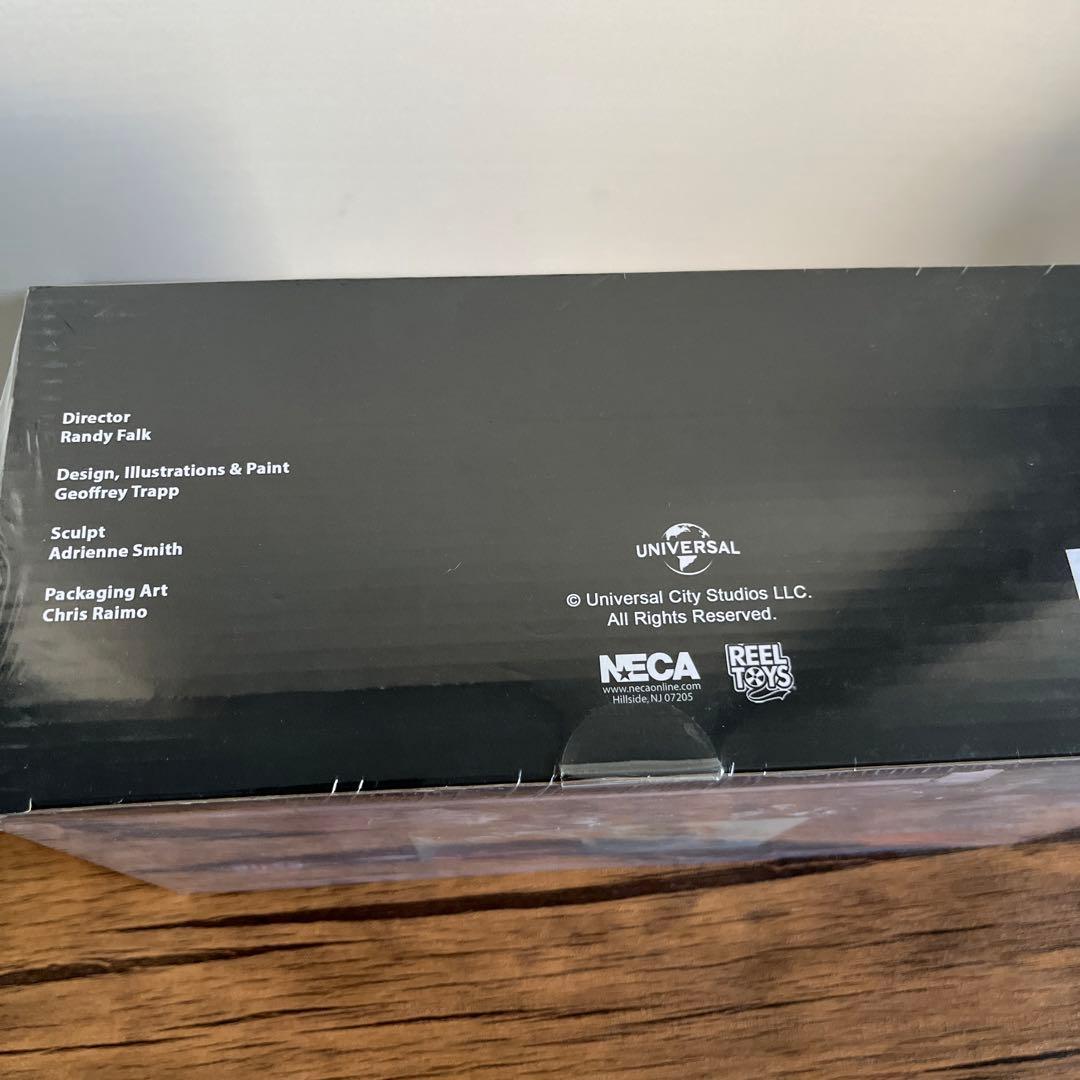 Director
Randy Falk
Design, Illustrations & Paint
Geoffrey Trapp
Sculpt
Adrienne Smith
Packaging Art
Chris Raimo
UNIVERSAL
© Universal City Studios LLC.
All Rights Reserved.
NECA
www.necaonline.com
Hillside, NJ 07205
REEL
TOYS